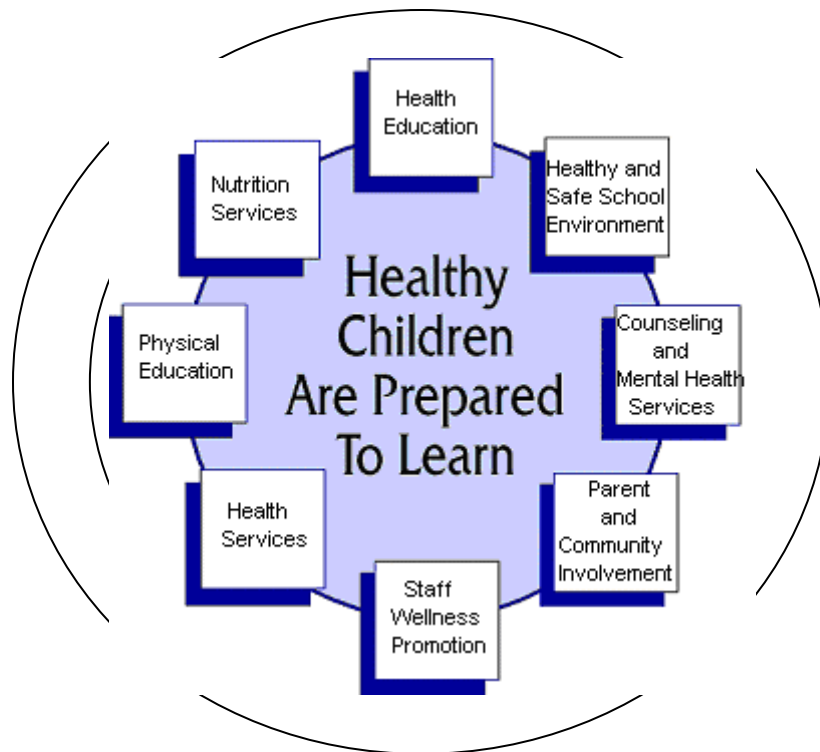 Health
Education
Healthy and
Safe School
Environment
Counseling
and
Mental Health
Services
Parent
and
Community
Involvement
Staff
Wellness
Promotion
Health
Services
Physical
Education
Nutrition
Services
Healthy
Children
Are Prepared
To Learn